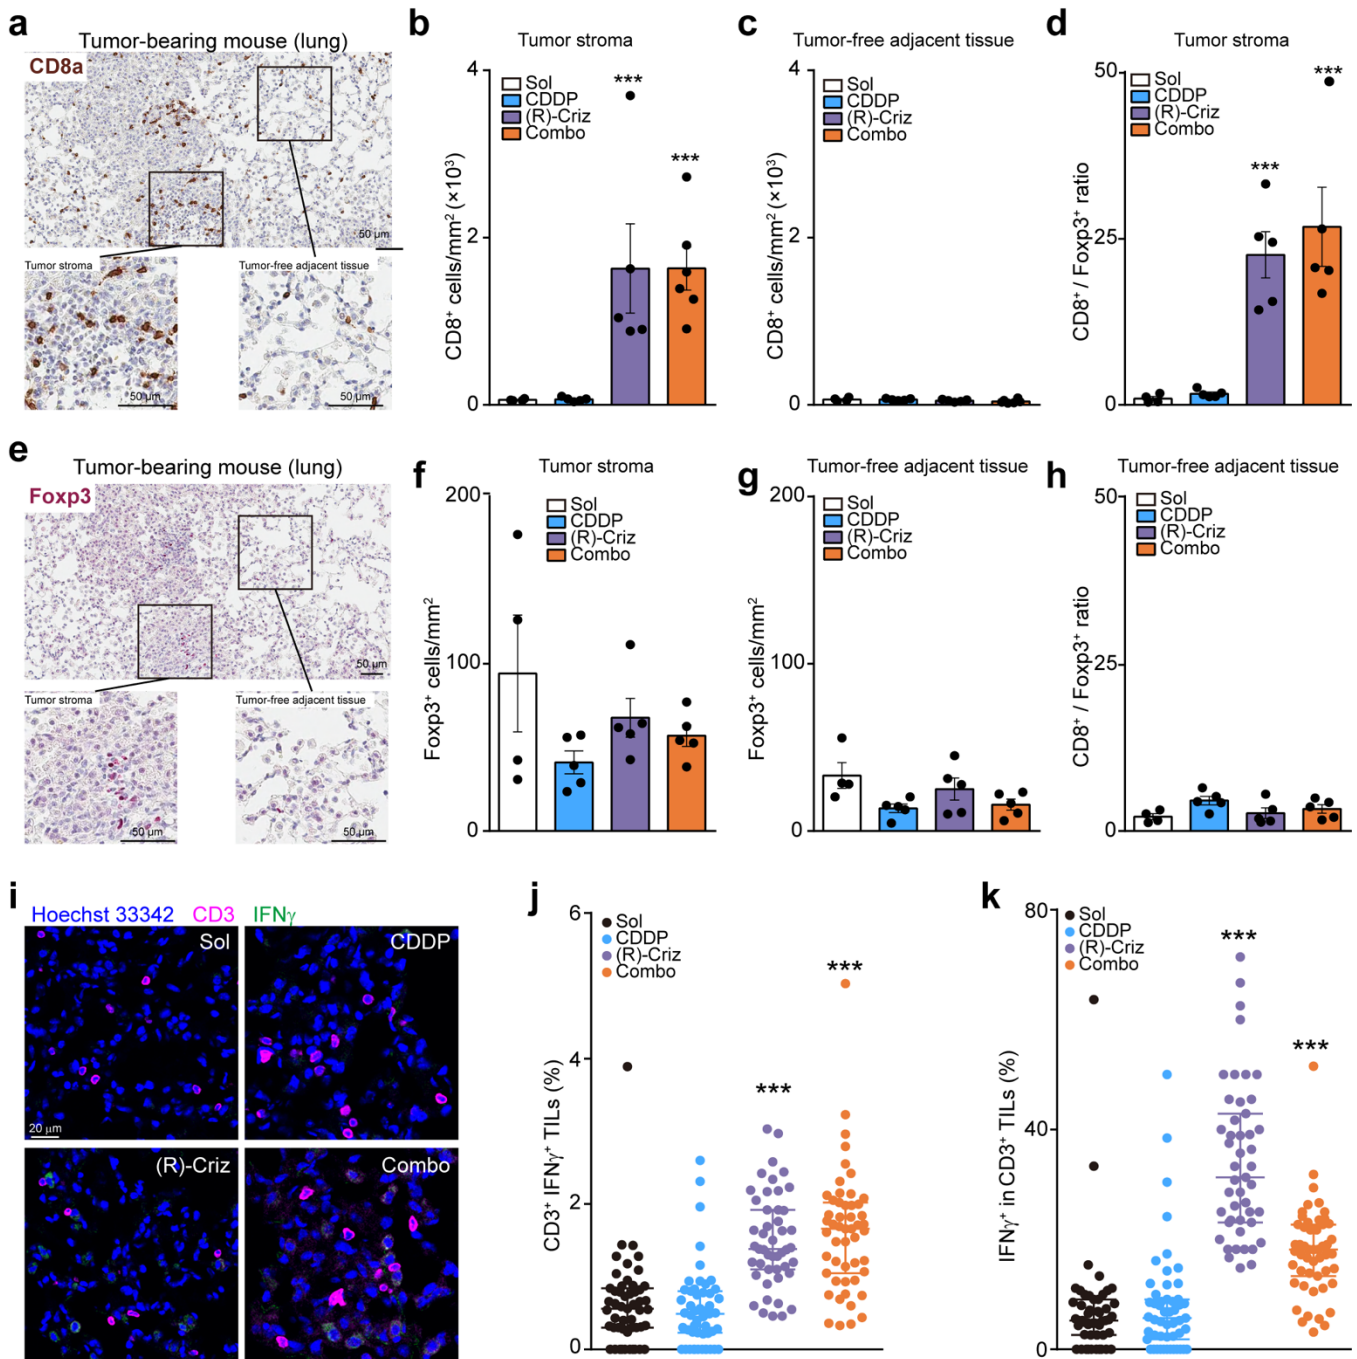 a
Tumor-bearing mouse (lung)
CD8a
50 µm
Tumor stroma
50 µm
Tumor-free adjacent tissue
50 µm
b
Tumor stroma
Sol
CDDP
(R)-Criz
Combo
***
***
CD8⁺ cells/mm² (×10³)
4
2
0
c
Tumor-free adjacent tissue
Sol
CDDP
(R)-Criz
Combo
CD8⁺ cells/mm² (×10³)
4
2
0
d
Tumor stroma
Sol
CDDP
(R)-Criz
Combo
***
***
CD8⁺ / Foxp3⁺ ratio
50
25
0
e
Tumor-bearing mouse (lung)
Foxp3
50 µm
Tumor stroma
50 µm
Tumor-free adjacent tissue
50 µm
f
Tumor stroma
Sol
CDDP
(R)-Criz
Combo
Foxp3⁺ cells/mm²
200
100
0
g
Tumor-free adjacent tissue
Sol
CDDP
(R)-Criz
Combo
Foxp3⁺ cells/mm²
200
100
0
h
Tumor-free adjacent tissue
Sol
CDDP
(R)-Criz
Combo
CD8⁺ / Foxp3⁺ ratio
50
25
0
i
Hoechst 33342 CD3 IFNγ
Sol
CDDP
20 µm
(R)-Criz
Combo
j
Sol
CDDP
(R)-Criz
Combo
***
***
CD3⁺ IFNγ⁺ TILs (%)
6
4
2
0
k
Sol
CDDP
(R)-Criz
Combo
***
***
IFNγ⁺ in CD3⁺ TILs (%)
80
40
0